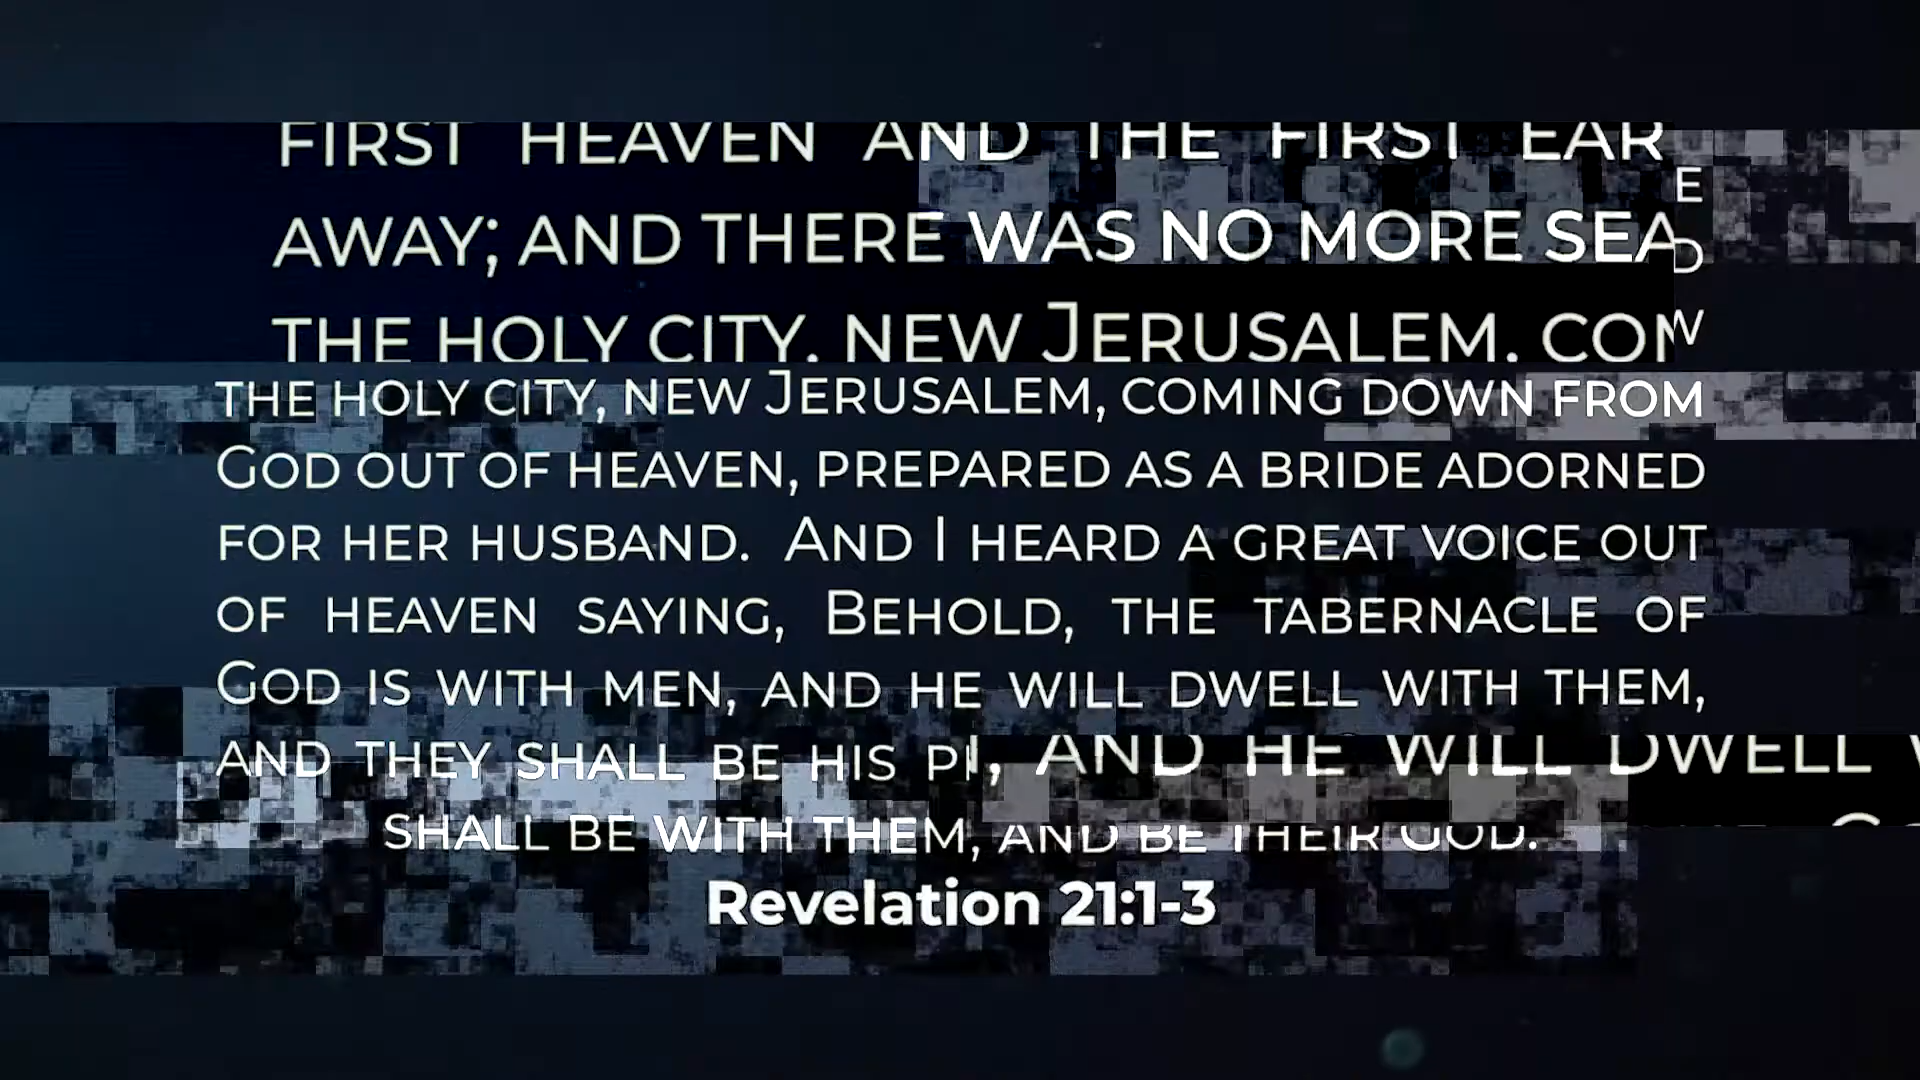 FIRST HEAVEN AND THE FIRST EAR
E
AWAY; AND THERE WAS NO MORE SEA
D
THE HOLY CITY, NEW JERUSALEM, COM
W
THE HOLY CITY, NEW JERUSALEM, COMING DOWN FROM
GOD OUT OF HEAVEN, PREPARED AS A BRIDE ADORNED
FOR HER HUSBAND. AND I HEARD A GREAT VOICE OUT
OF HEAVEN SAYING, BEHOLD, THE TABERNACLE OF
GOD IS WITH MEN, AND HE WILL DWELL WITH THEM,
AND THEY SHALL BE HIS P
, AND HE WILL DWELL
SHALL BE WITH THEM, AND BE THEIR GOD.
Revelation 21:1-3